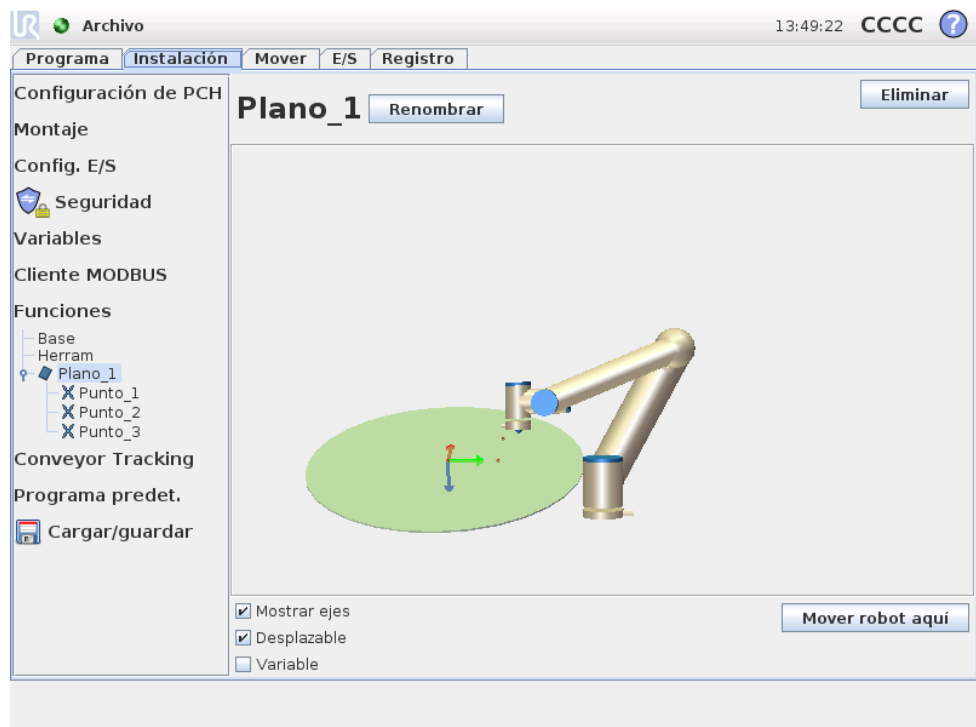 UR Archivo 13:49:22 CCCC ?
Programa Instalación Mover E/S Registro
Configuración de PCH
Montaje
Config. E/S
Seguridad
Variables
Cliente MODBUS
Funciones
Base
Herram
Plano_1
Punto_1
Punto_2
Punto_3
Conveyor Tracking
Programa predet.
Cargar/guardar
Plano_1 Renombrar Eliminar
Mostrar ejes
Desplazable
Variable
Mover robot aquí